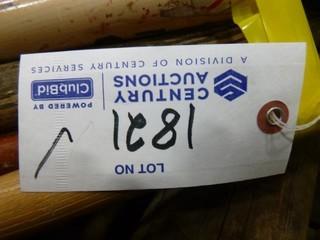 LOT NO
1281
CENTURY
AUCTIONS
A DIVISION OF CENTURY SERVICES
POWERED BY
ClubBid